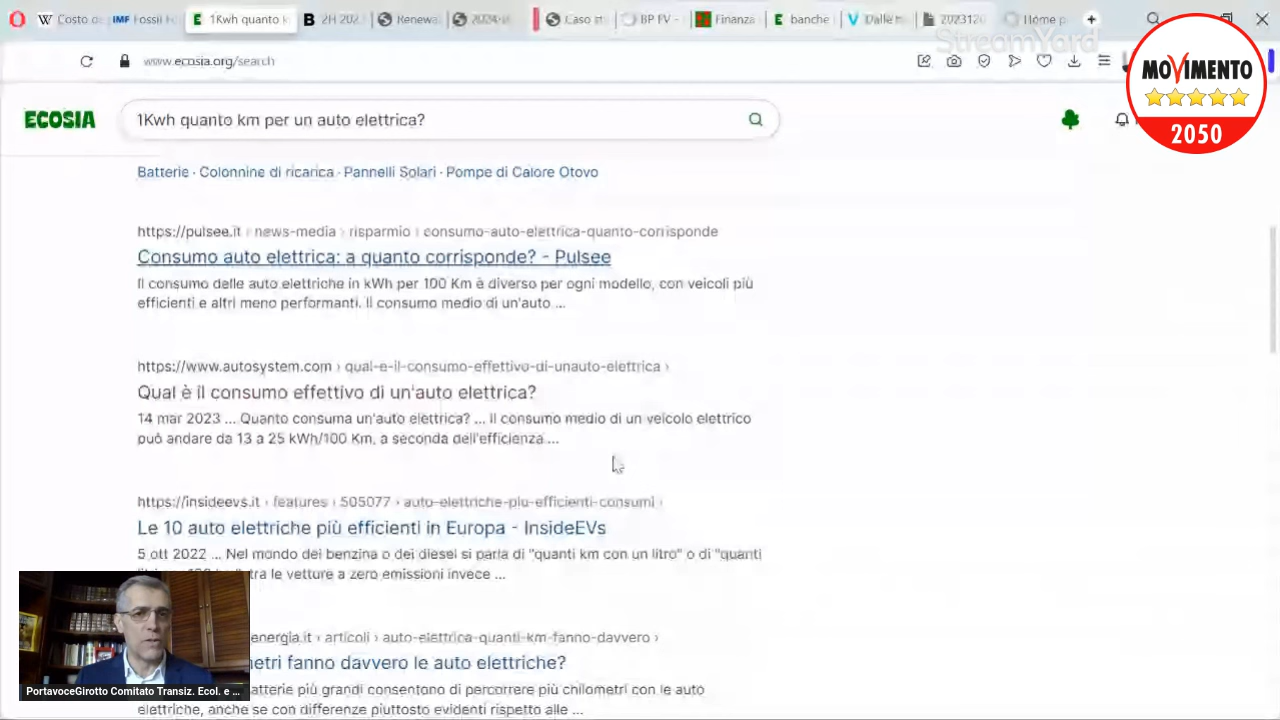 Costo de
IMF Fossil F
1Kwh quanto k
2H 202
Renewa
Caso st
BP FV -
Finanza
banche
Dalle
2023120
Home p
StreamYard
www.ecosia.org/search
MOVIMENTO
2050
ECOSIA
1Kwh quanto km per un auto elettrica?
Batterie · Colonnine di ricarica · Pannelli Solari · Pompe di Calore Otovo
https://pulsee.it › news-media › risparmio › consumo-auto-elettrica-quanto-corrisponde
Consumo auto elettrica: a quanto corrisponde? - Pulsee
Il consumo delle auto elettriche in kWh per 100 Km è diverso per ogni modello, con veicoli più
efficienti e altri meno performanti. Il consumo medio di un'auto ...
https://www.autosystem.com › qual-e-il-consumo-effettivo-di-unauto-elettrica ›
Qual è il consumo effettivo di un'auto elettrica?
14 mar 2023 ... Quanto consuma un'auto elettrica? ... Il consumo medio di un veicolo elettrico
può andare da 13 a 25 kWh/100 Km, a seconda dell'efficienza ...
https://insideevs.it › features › 505077 › auto-elettriche-piu-efficienti-consumi ›
Le 10 auto elettriche più efficienti in Europa - InsideEVs
5 ott 2022 ... Nel mondo dei benzina o dei diesel si parla di "quanti km con un litro" o di "quanti
tra le vetture a zero emissioni invece ...
energia.it › articoli › auto-elettrica-quanti-km-fanno-davvero ›
metri fanno davvero le auto elettriche?
atterie più grandi consentono di percorrere più chilometri con le auto
elettriche, anche se con differenze piuttosto evidenti rispetto alle ...
PortavoceGirotto Comitato Transiz. Ecol. e ...